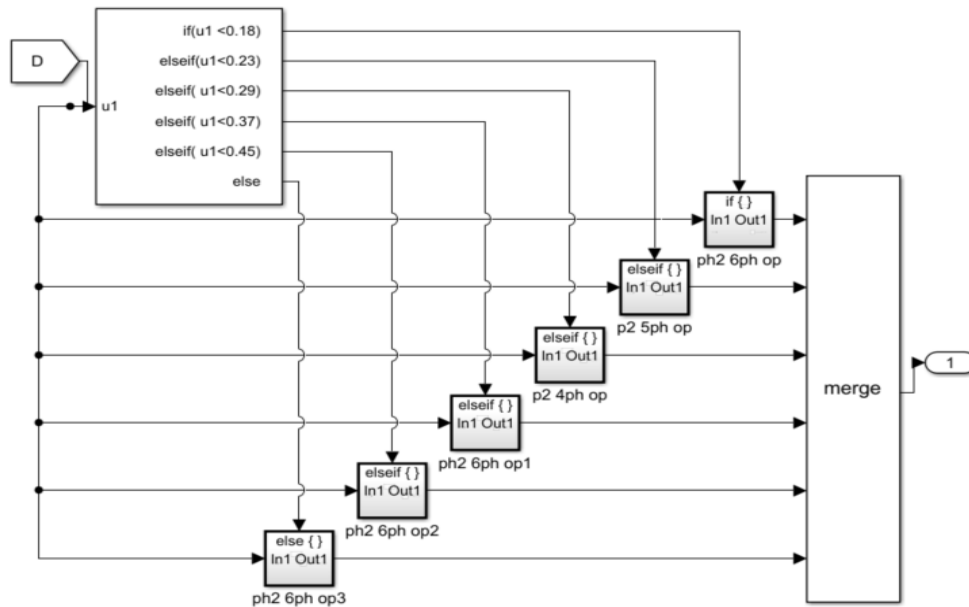 D
u1
if(u1 <0.18)
elseif(u1<0.23)
elseif( u1<0.29)
elseif( u1<0.37)
elseif( u1<0.45)
else
if { }
In1 Out1
ph2 6ph op
elseif { }
In1 Out1
p2 5ph op
elseif { }
In1 Out1
p2 4ph op
elseif { }
In1 Out1
ph2 6ph op1
elseif { }
In1 Out1
ph2 6ph op2
else { }
In1 Out1
ph2 6ph op3
merge
1